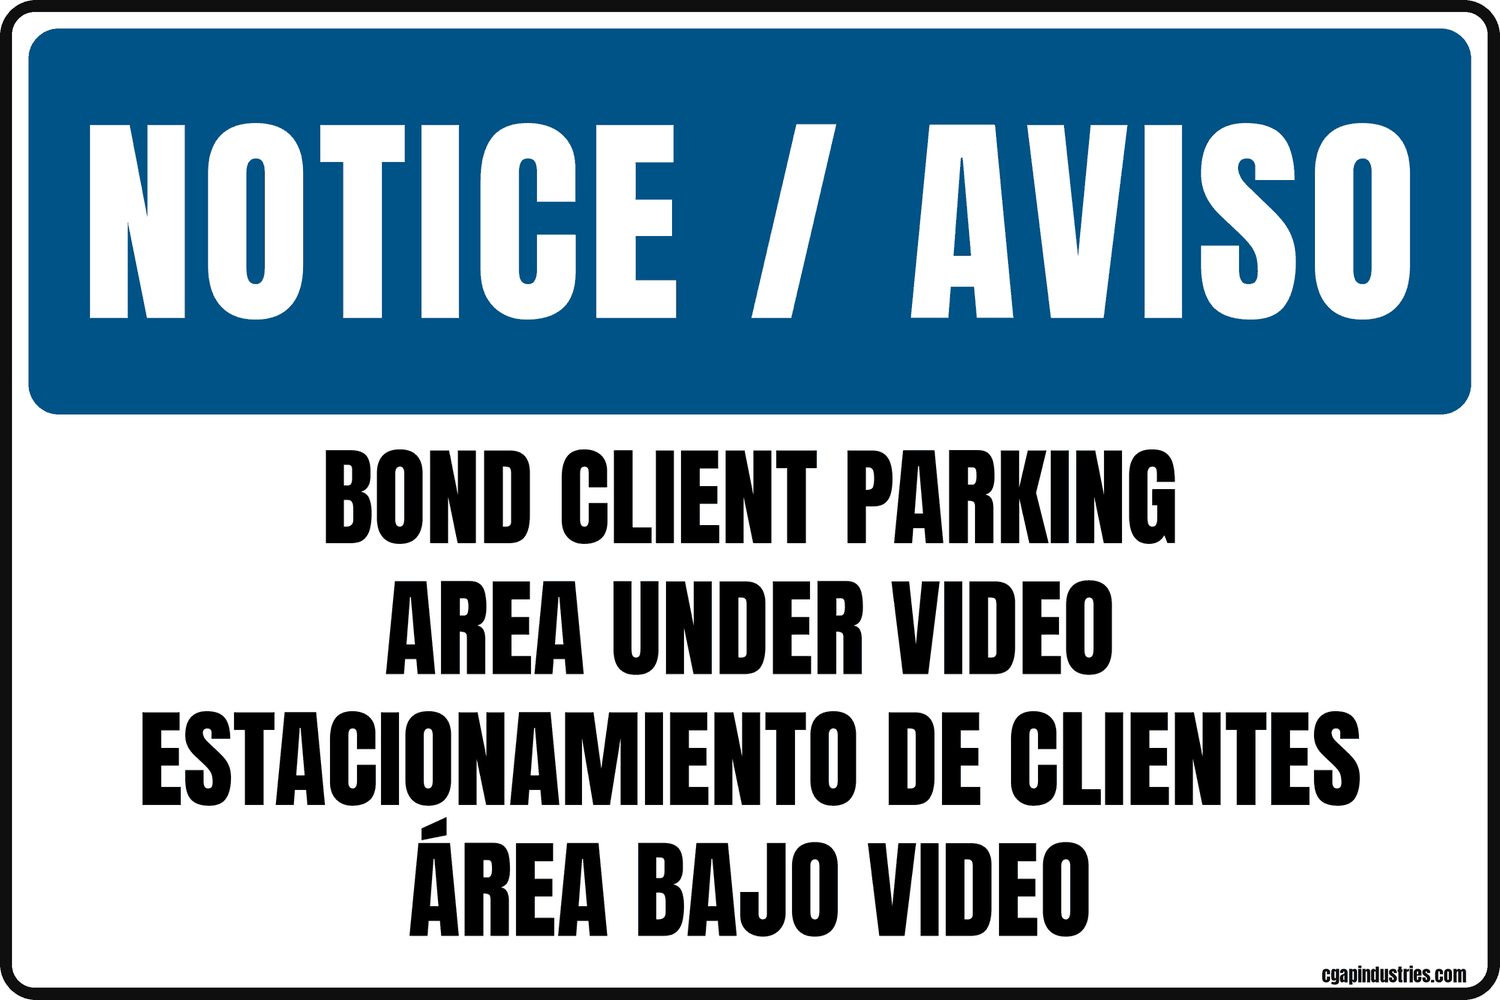 NOTICE / AVISO
BOND CLIENT PARKING
AREA UNDER VIDEO
ESTACIONAMIENTO DE CLIENTES
ÁREA BAJO VIDEO
cgapindustries.com